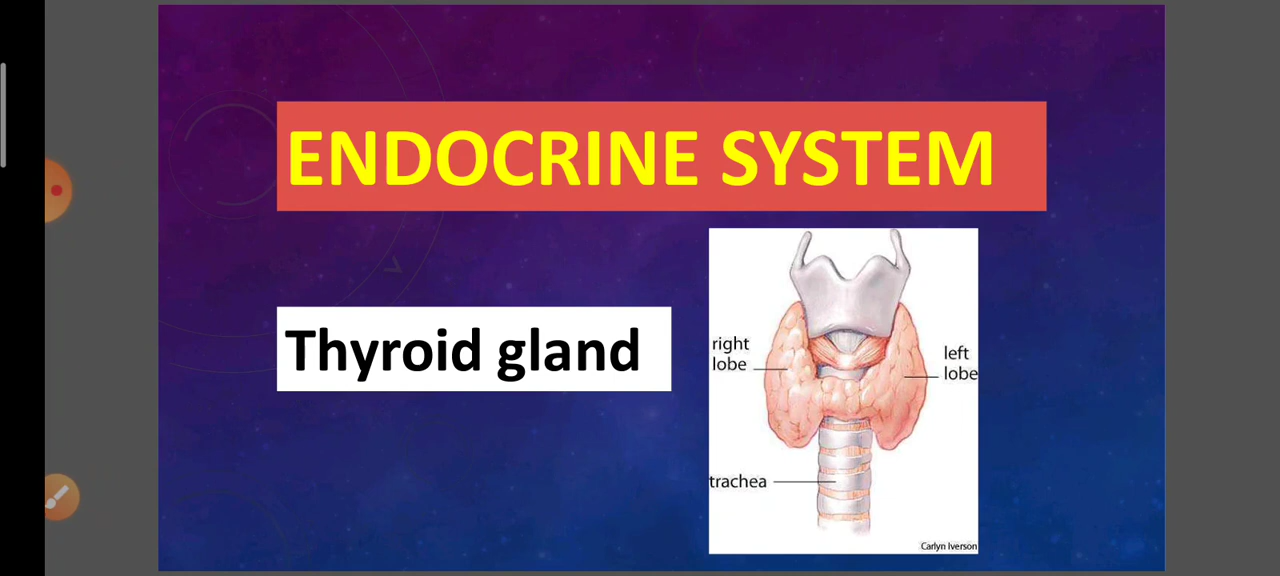 ENDOCRINE SYSTEM
Thyroid gland
right
lobe
left
lobe
trachea
Carlyn Iverson